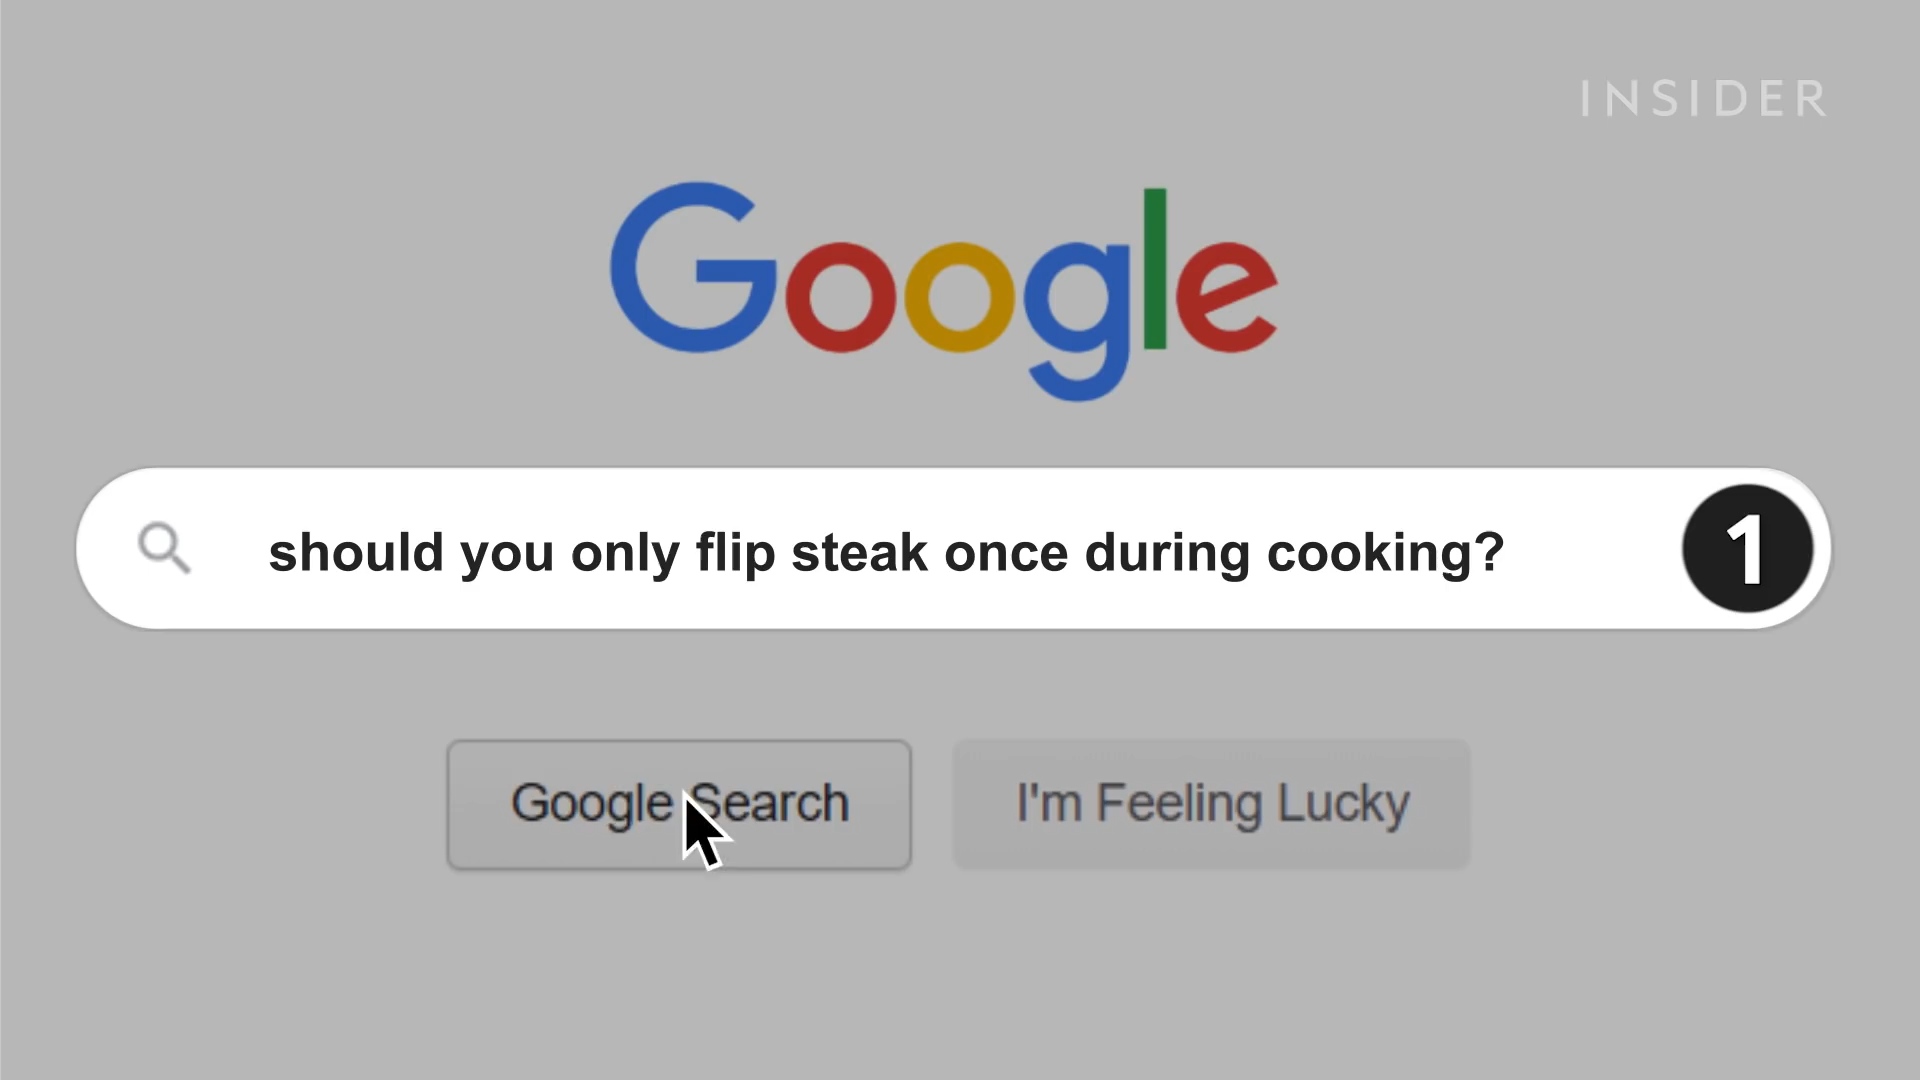 INSIDER
Google
should you only flip steak once during cooking?
1
Google Search
I'm Feeling Lucky